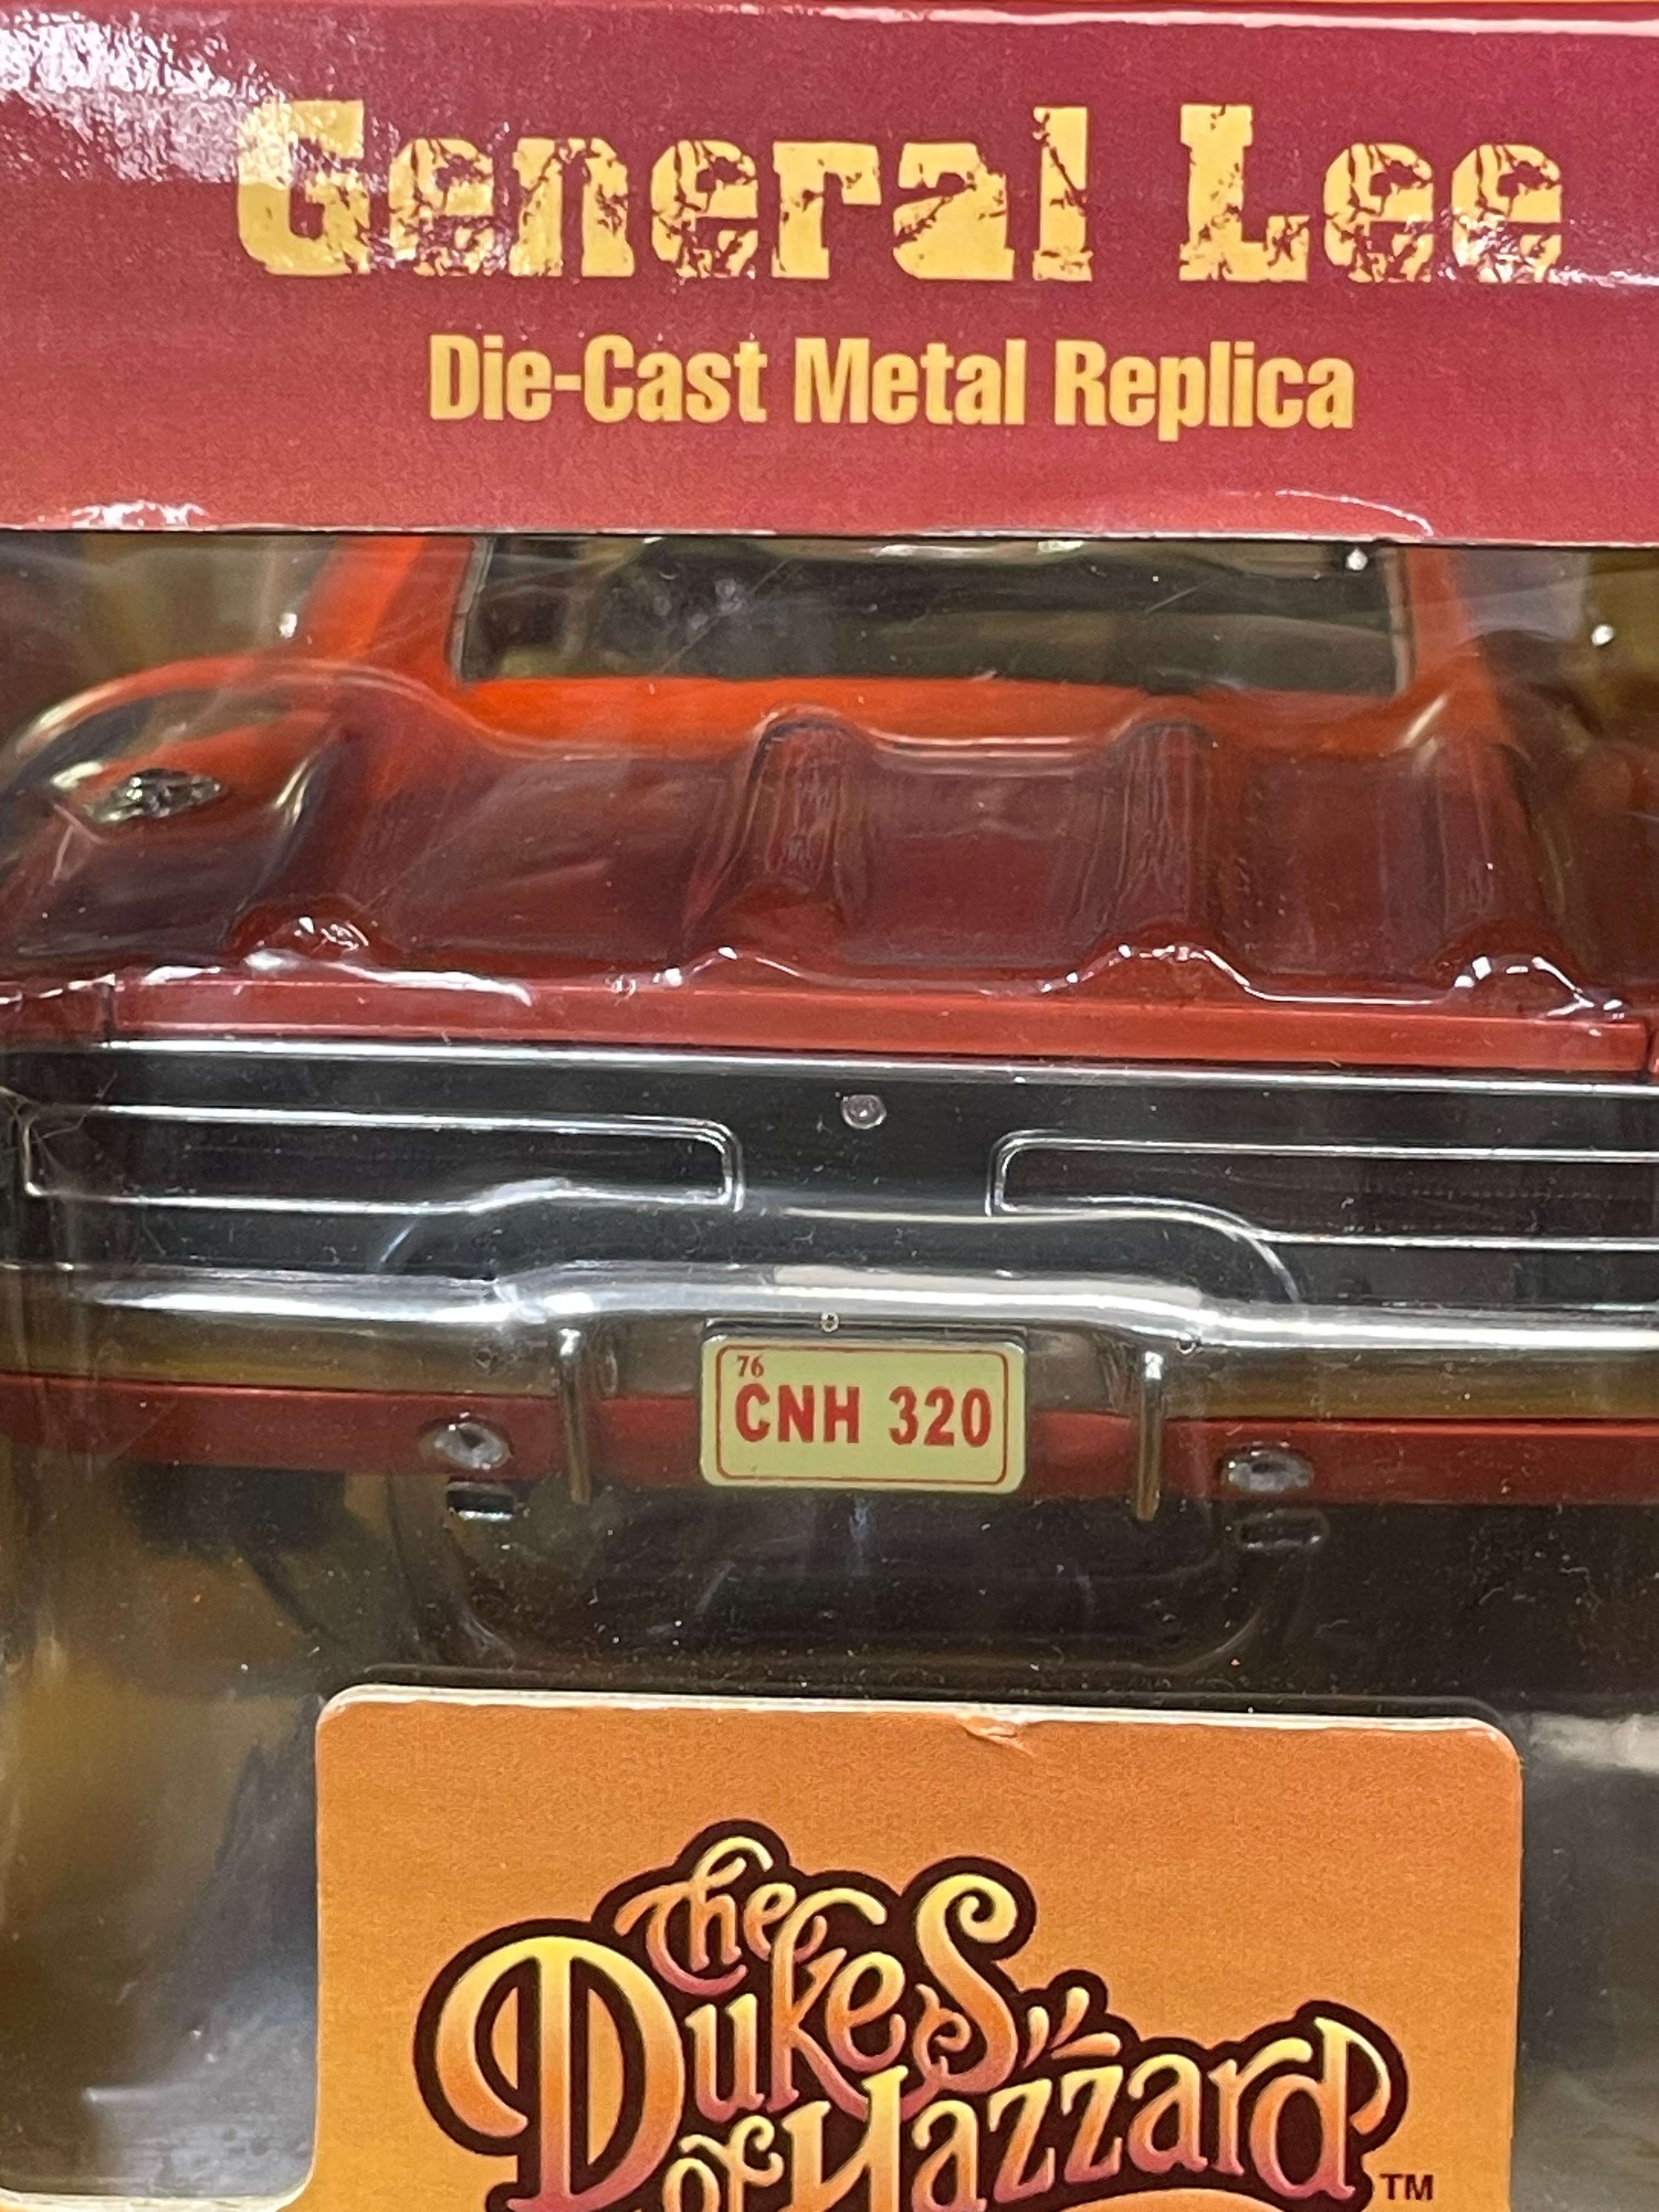 General Lee
Die-Cast Metal Replica
76
CNH 320
The
Dukes
of Hazzard
TM